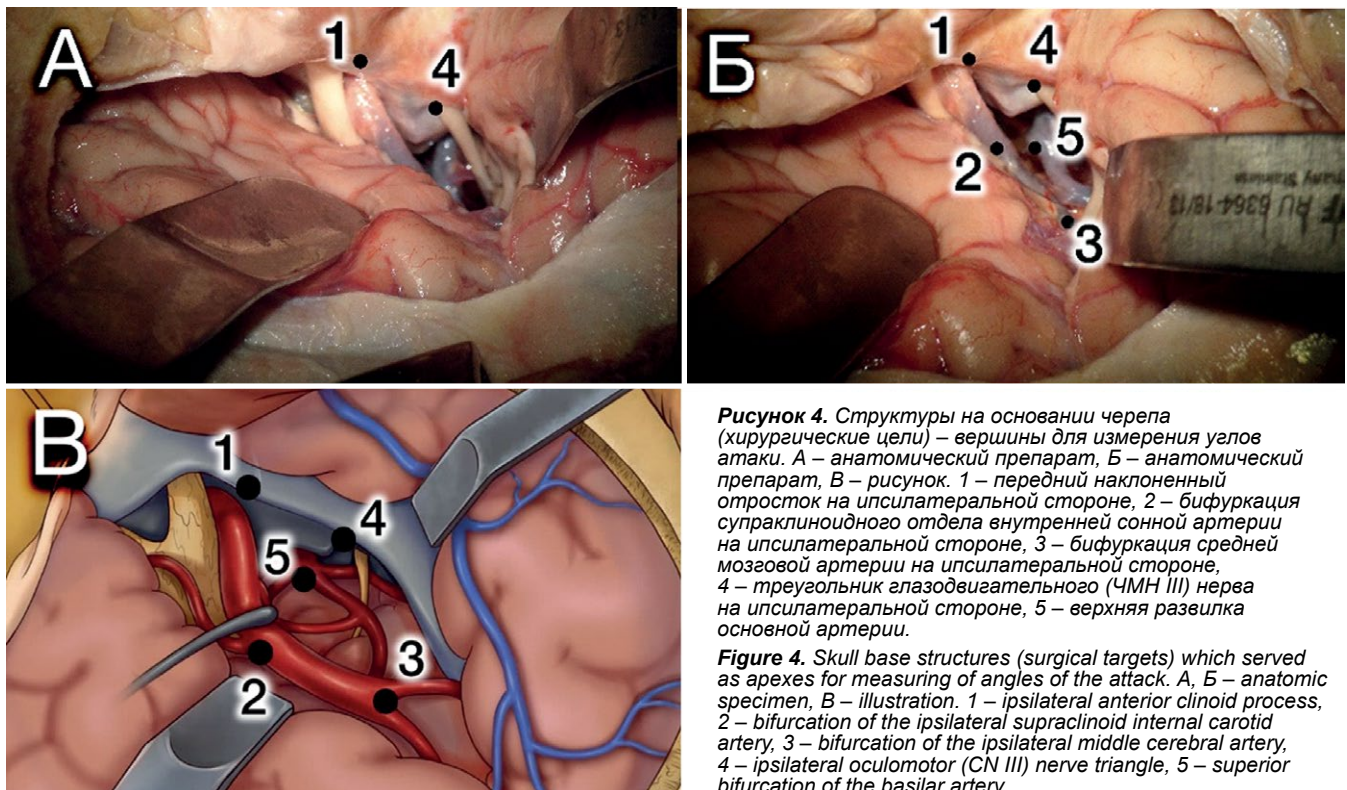 А
1
4
Б
1
4
5
2
3
RU 6364-18/13
В
1
4
5
3
2
Рисунок 4. Структуры на основании черепа
(хирургические цели) – вершины для измерения углов
атаки. А – анатомический препарат, Б – анатомический
препарат, В – рисунок. 1 – передний наклоненный
отросток на ипсилатеральной стороне, 2 – бифуркация
супраклиноидного отдела внутренней сонной артерии
на ипсилатеральной стороне, 3 – бифуркация средней
мозговой артерии на ипсилатеральной стороне,
4 – треугольник глазодвигательного (ЧМН III) нерва
на ипсилатеральной стороне, 5 – верхняя развилка
основной артерии.
Figure 4. Skull base structures (surgical targets) which served
as apexes for measuring of angles of the attack. А, Б – anatomic
specimen, В – illustration. 1 – ipsilateral anterior clinoid process,
2 – bifurcation of the ipsilateral supraclinoid internal carotid
artery, 3 – bifurcation of the ipsilateral middle cerebral artery,
4 – ipsilateral oculomotor (CN III) nerve triangle, 5 – superior
bifurcation of the basilar artery